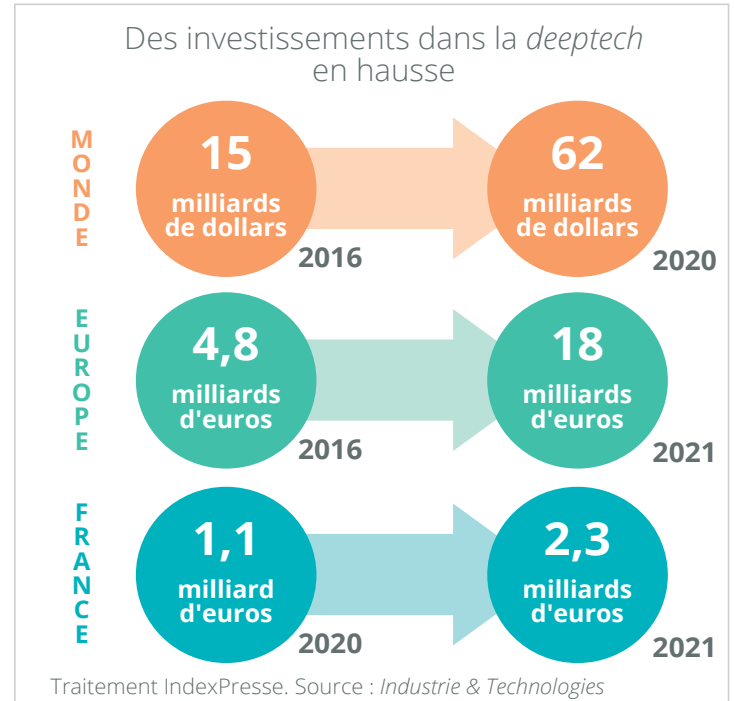 Des investissements dans la deeptech
en hausse
MONDE
15
milliards
de dollars
2016
62
milliards
de dollars
2020
EUROPE
4,8
milliards
d'euros
2016
18
milliards
d'euros
2021
FRANCE
1,1
milliard
d'euros
2020
2,3
milliards
d'euros
2021
Traitement IndexPresse. Source : Industrie & Technologies